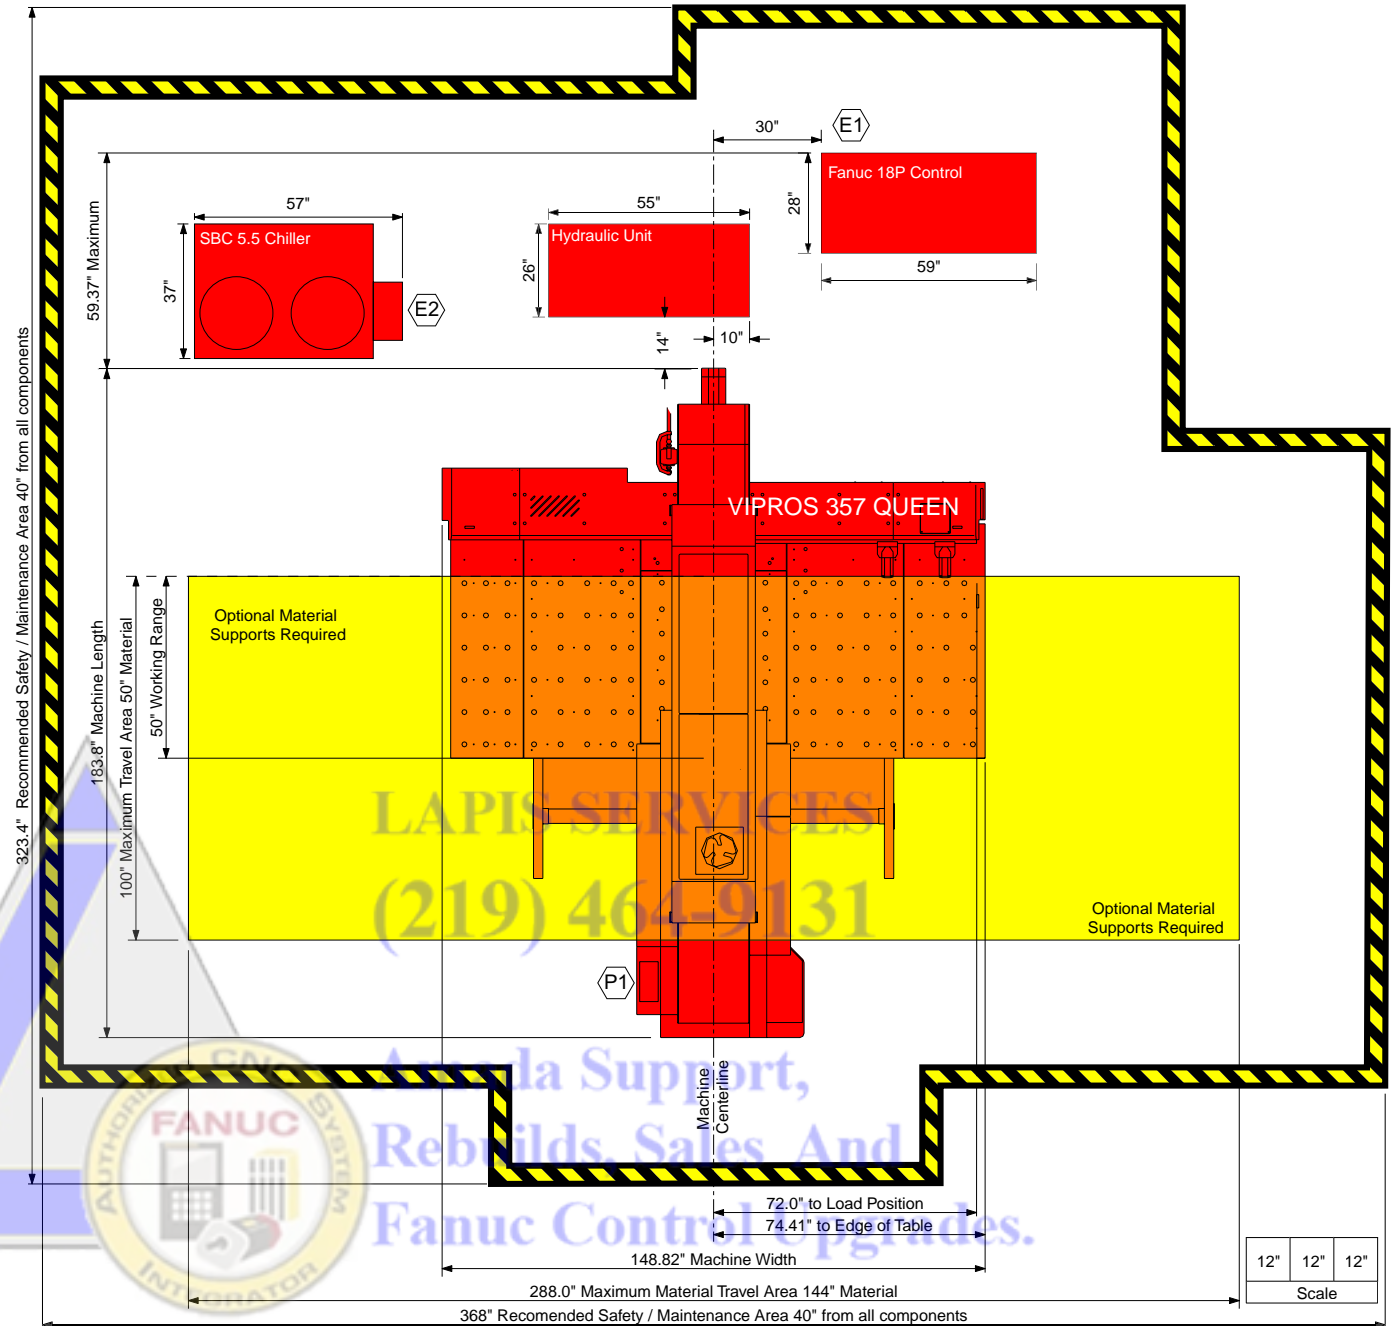 30"
E1
Fanuc 18P Control
28"
59"
57"
SBC 5.5 Chiller
37"
E2
55"
Hydraulic Unit
26"
14"
10"
59.37" Maximum
VIPROS 357 QUEEN
323.4" Recommended Safety / Maintenance Area 40" from all components
183.8" Machine Length
100" Maximum Travel Area 50" Material
50" Working Range
Optional Material
Supports Required
Optional Material
Supports Required
LAPIS SERVICES
(219) 464-9131
P1
Amada Support,
Rebuilds, Sales And
Fanuc Control Upgrades.
AUTHORIZED CNC SYSTEM
FANUC
INTEGRATOR
Machine
Centerline
72.0" to Load Position
74.41" to Edge of Table
148.82" Machine Width
288.0" Maximum Material Travel Area 144" Material
368" Recomended Safety / Maintenance Area 40" from all components
12" 12" 12"
Scale